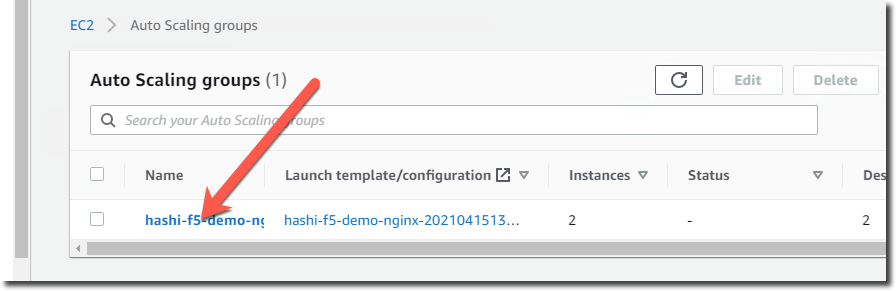 EC2 > Auto Scaling groups
Auto Scaling groups (1)
Edit
Delete
Search your Auto Scaling groups
Name
Launch template/configuration
Instances
Status
Des
hashi-f5-demo-ng
hashi-f5-demo-nginx-2021041513...
2
-
2